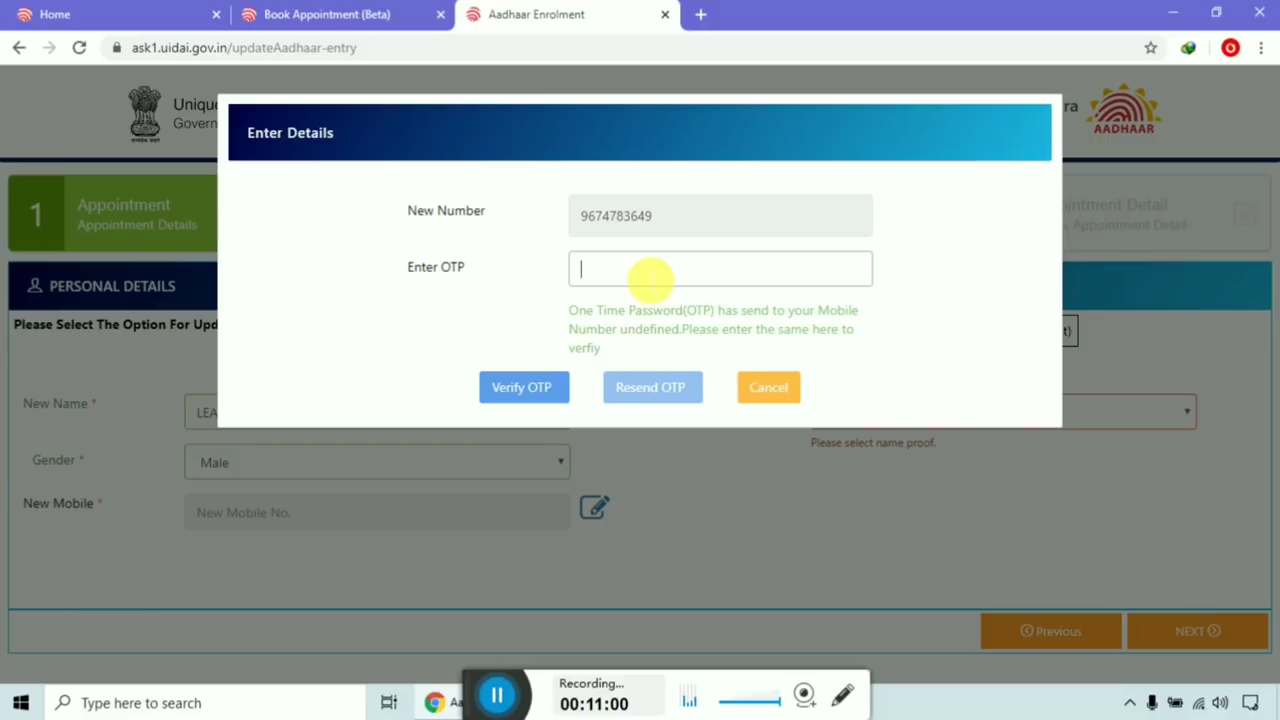 Home
Book Appointment (Beta)
Aadhaar Enrolment
ask1.uidai.gov.in/updateAadhaar-entry
Unique
Govern
ra
AADHAAR
Enter Details
New Number
9674783649
Enter OTP
One Time Password(OTP) has send to your Mobile
Number undefined.Please enter the same here to
verfiy
Verify OTP
Resend OTP
Cancel
1
Appointment
Appointment Details
intment Detail
Appointment Detail
PERSONAL DETAILS
Please Select The Option For Upd
t)
New Name *
LEA
Please select name proof.
Gender *
Male
New Mobile *
New Mobile No.
Previous
NEXT
Type here to search
Aa
Recording...
00:11:00